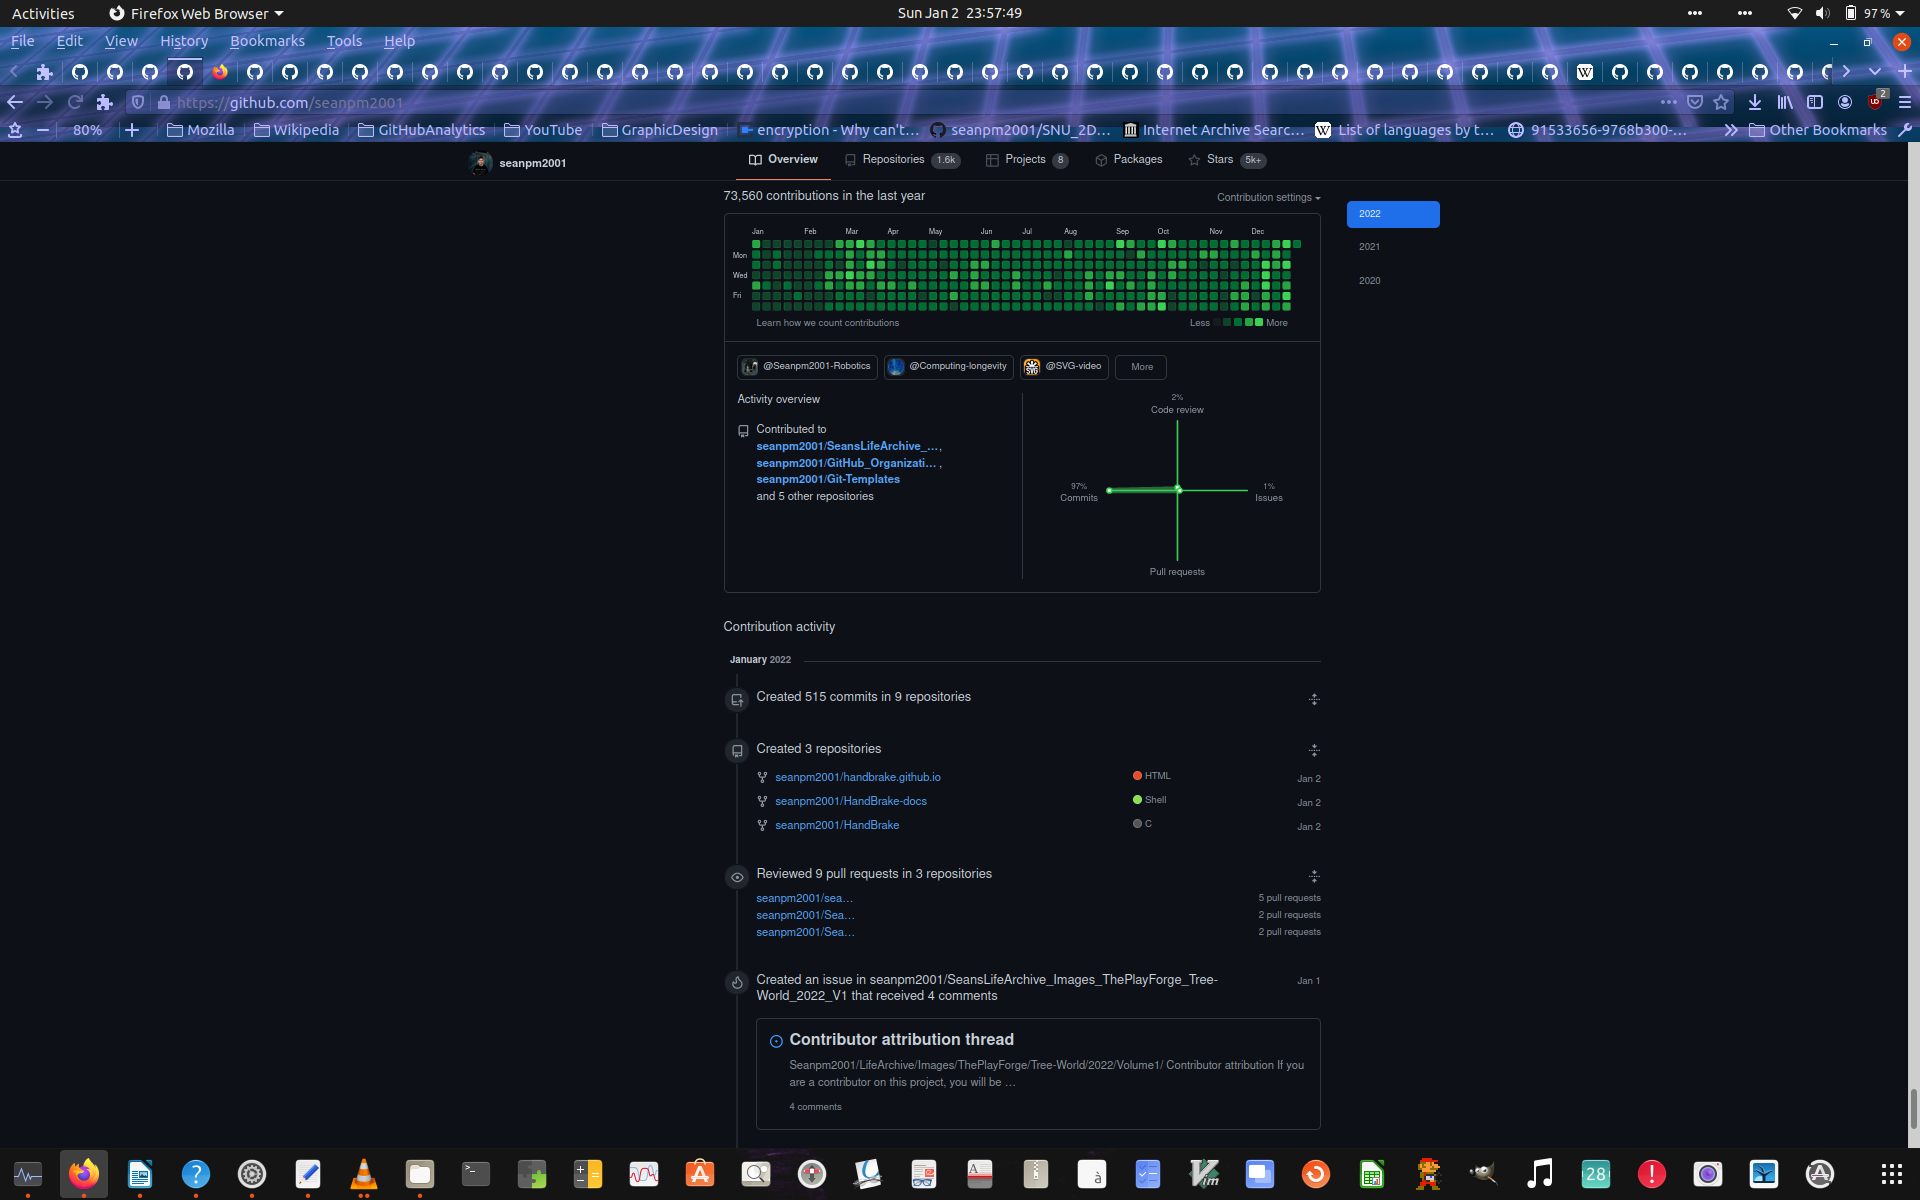 Activities
Firefox Web Browser
Sun Jan 2 23:57:49
97 %
File Edit View History Bookmarks Tools Help
https://github.com/seanpm2001
2
80%
Mozilla
Wikipedia
GitHubAnalytics
YouTube
GraphicDesign
encryption - Why can't…
seanpm2001/SNU_2D…
Internet Archive Searc…
List of languages by t…
91533656-9768b300-…
Other Bookmarks
seanpm2001
Overview
Repositories 1.6k
Projects 8
Packages
Stars 5k+
73,560 contributions in the last year
Contribution settings
2022
2021
2020
Jan Feb Mar Apr May Jun Jul Aug Sep Oct Nov Dec
Mon
Wed
Fri
Learn how we count contributions
Less
More
@Seanpm2001-Robotics
@Computing-longevity
@SVG-video
More
Activity overview
Contributed to
seanpm2001/SeansLifeArchive_…,
seanpm2001/GitHub_Organizati… ,
seanpm2001/Git-Templates
and 5 other repositories
2%
Code review
97%
Commits
1%
Issues
Pull requests
Contribution activity
January 2022
Created 515 commits in 9 repositories
Created 3 repositories
seanpm2001/handbrake.github.io HTML Jan 2
seanpm2001/HandBrake-docs Shell Jan 2
seanpm2001/HandBrake C Jan 2
Reviewed 9 pull requests in 3 repositories
seanpm2001/sea… 5 pull requests
seanpm2001/Sea… 2 pull requests
seanpm2001/Sea… 2 pull requests
Created an issue in seanpm2001/SeansLifeArchive_Images_ThePlayForge_Tree-
World_2022_V1 that received 4 comments
Jan 1
Contributor attribution thread
Seanpm2001/LifeArchive/Images/ThePlayForge/Tree-World/2022/Volume1/ Contributor attribution If you
are a contributor on this project, you will be …
4 comments
28